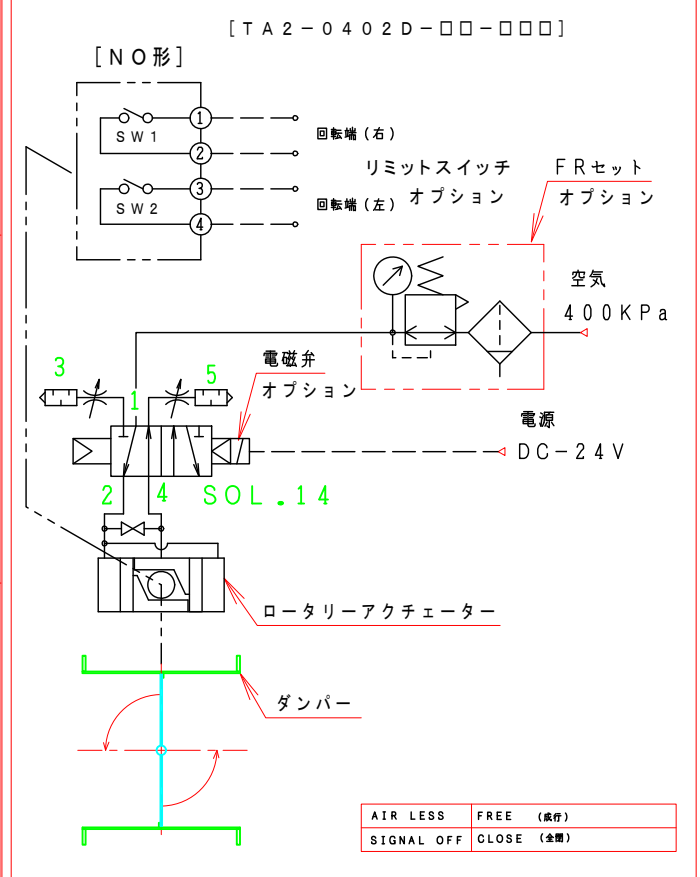 [TA2-0402D-□□-□□□]
[NO形]
1
SW1
2
回転端(右)
3
SW2
4
回転端(左)
リミットスイッチ
オプション
FRセット
オプション
空気
400KPa
電磁弁
オプション
3
1
5
電源
DC-24V
2
4
SOL.14
ロータリーアクチェーター
ダンパー
AIR LESS FREE (成行)
SIGNAL OFF CLOSE (全閉)